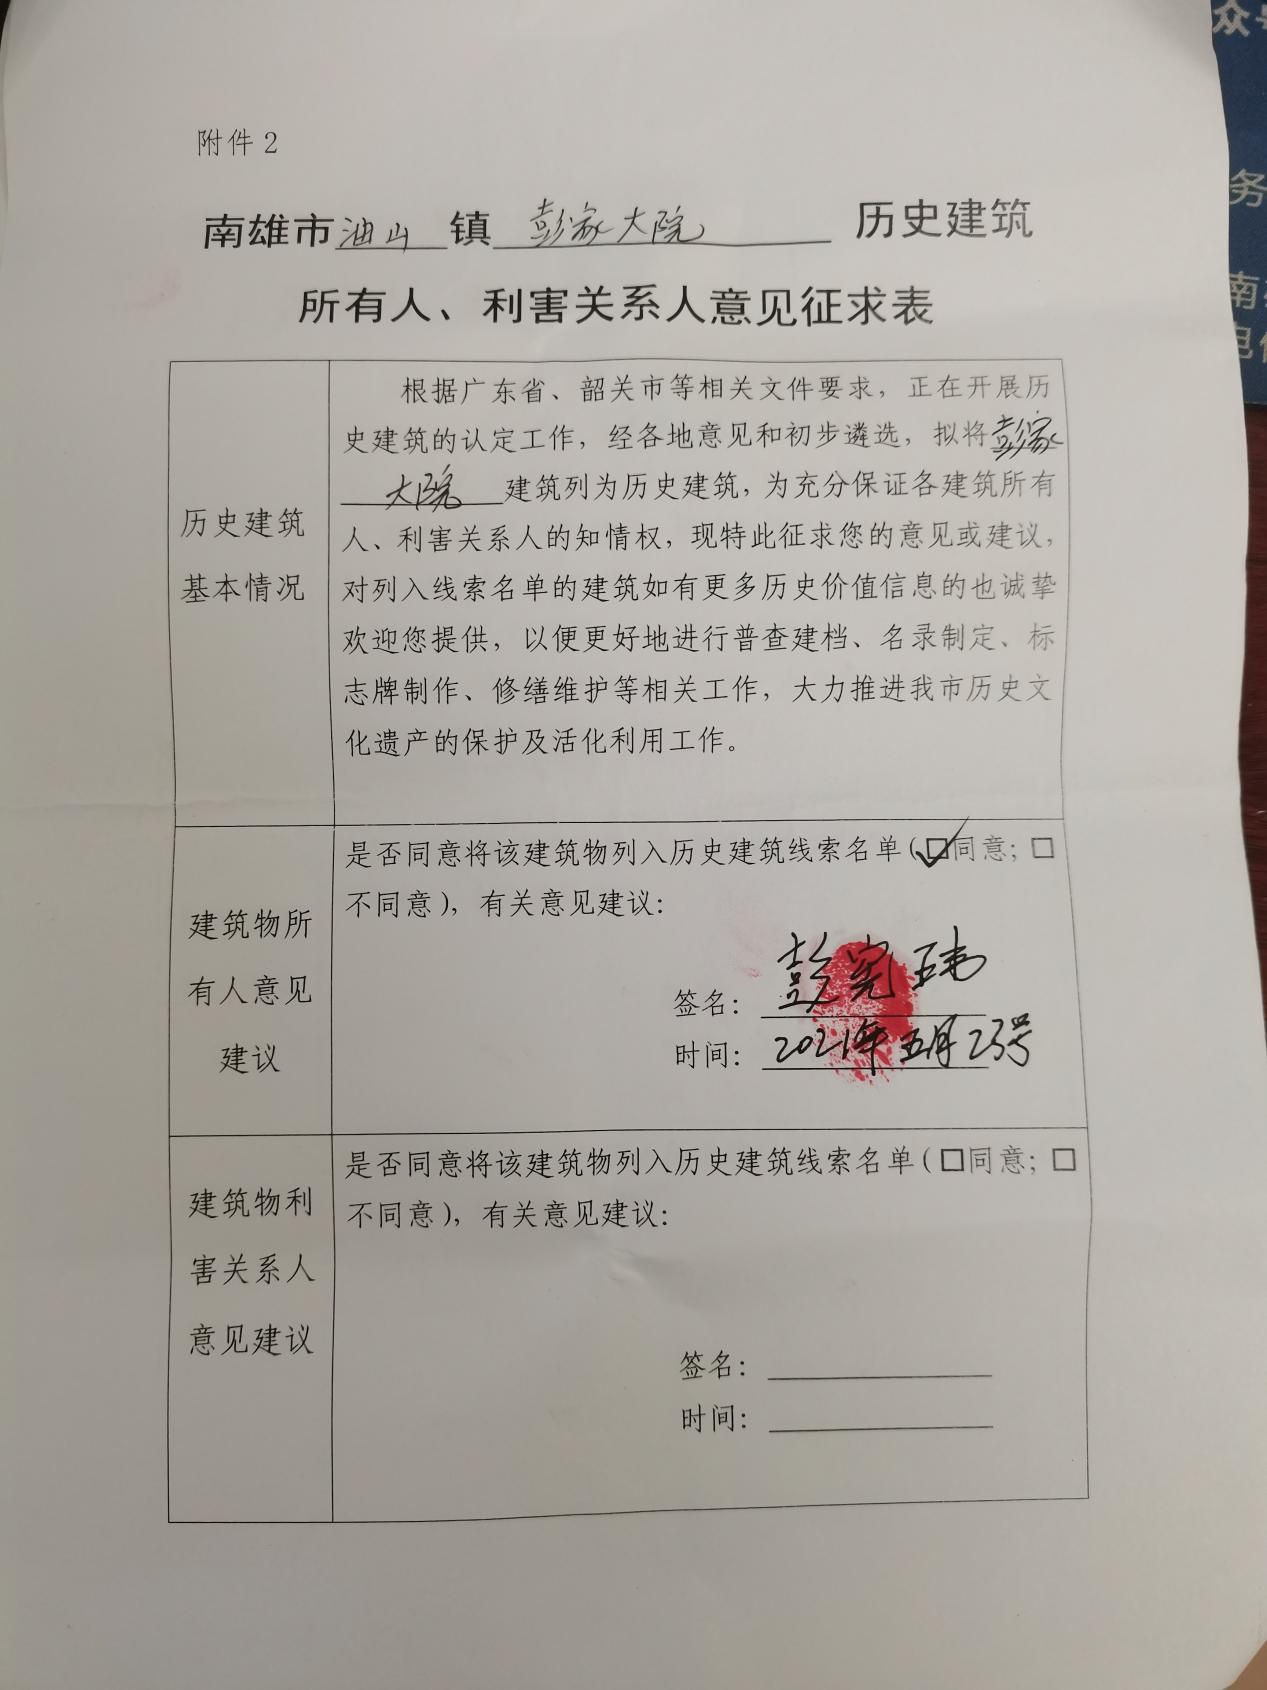 附件2
南雄市油山镇彭家大院 历史建筑
所有人、利害关系人意见征求表
历史建筑
基本情况
根据广东省、韶关市等相关文件要求，正在开展历
史建筑的认定工作，经各地意见和初步遴选，拟将彭家
大院建筑列为历史建筑，为充分保证各建筑所有
人、利害关系人的知情权，现特此征求您的意见或建议，
对列入线索名单的建筑如有更多历史价值信息的也诚挚
欢迎您提供，以便更好地进行普查建档、名录制定、标
志牌制作、修缮维护等相关工作，大力推进我市历史文
化遗产的保护及活化利用工作。
建筑物所
有人意见
建议
是否同意将该建筑物列入历史建筑线索名单（☑同意；□
不同意），有关意见建议：
签名：彭宪玮
时间：2021年五月23号
建筑物利
害关系人
意见建议
是否同意将该建筑物列入历史建筑线索名单（□同意；□
不同意），有关意见建议：
签名：
时间：
众号
务
南
电